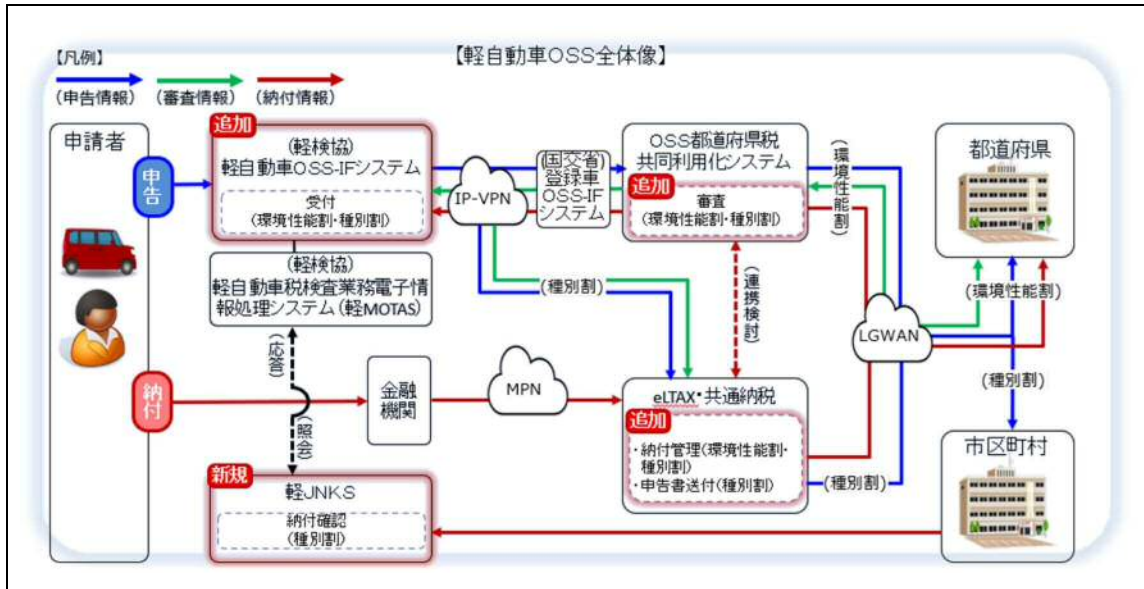 【軽自動車OSS全体像】
【凡例】
(申告情報)
(審査情報)
(納付情報)
申請者
申告
納付
追加
(軽検協)
軽自動車OSS-IFシステム
受付
(環境性能割・種別割)
(軽検協)
軽自動車税検査業務電子情
報処理システム(軽MOTAS)
(応答)
(照会)
新規
軽JNKS
納付確認
(種別割)
IP-VPN
(国交省)
登録車
OSS-IF
システム
(種別割)
金融
機関
MPN
OSS都道府県税
共同利用化システム
追加
審査
(環境性能割・種別割)
(連携検討)
eLTAX・共通納税
追加
・納付管理(環境性能割・
種別割)
・申告書送付(種別割)
(環境性能割)
(種別割)
LGWAN
都道府県
(環境性能割)
(種別割)
市区町村